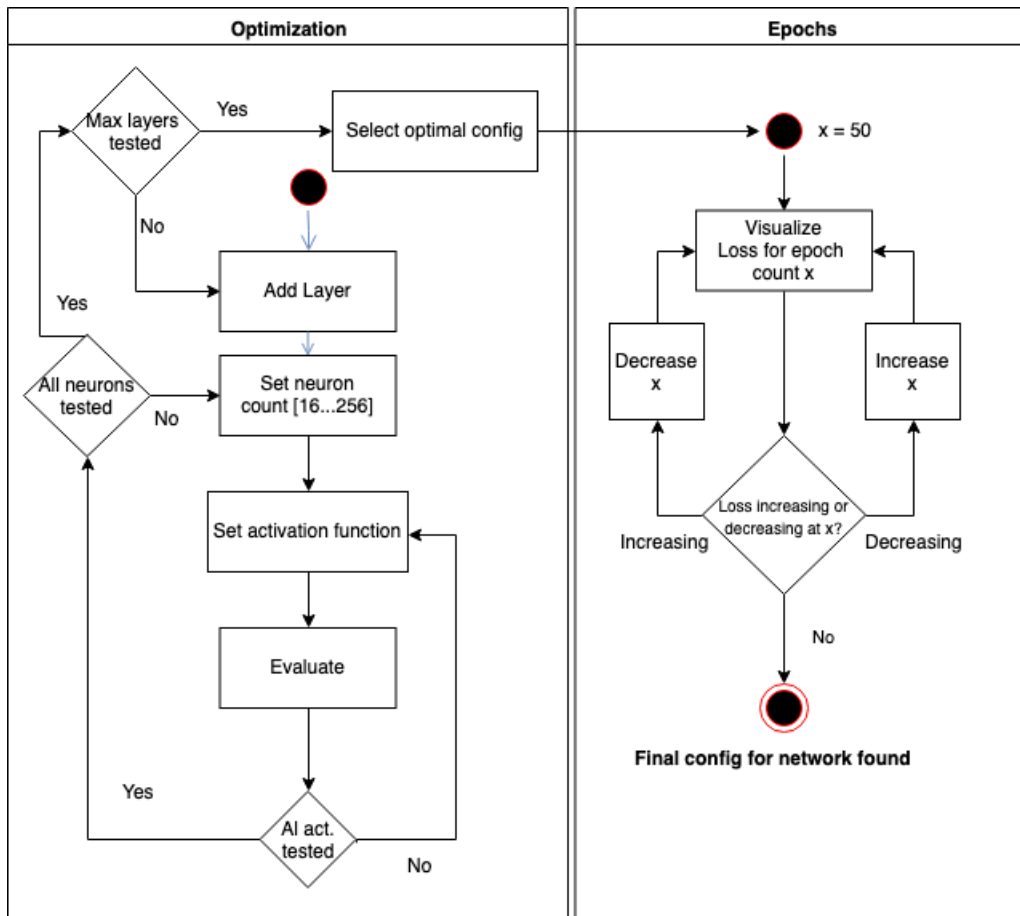 Optimization
Max layers
tested
Yes
Select optimal config
No
Add Layer
Yes
All neurons
tested
No
Set neuron
count [16...256]
Set activation function
Evaluate
Yes
Al act.
tested
No
Epochs
x = 50
Visualize
Loss for epoch
count x
Decrease
x
Increase
x
Loss increasing or
decreasing at x?
Increasing
Decreasing
No
Final config for network found